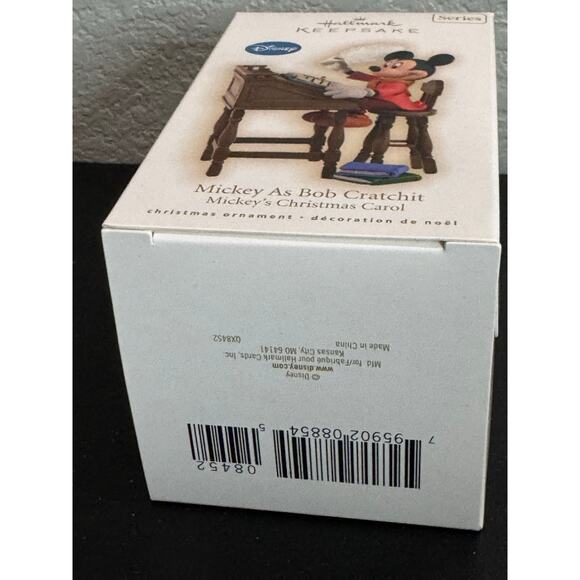 Hallmark
KEEPSAKE
Series
Disney
Mickey As Bob Cratchit
Mickey's Christmas Carol
christmas ornament • décoration de noël
© Disney
www.disney.com
Mfd. for/Fabriqué pour Hallmark Cards, Inc.
Kansas City, MO 64141
Made in China
QX8452
7 95902 08854 5
08452